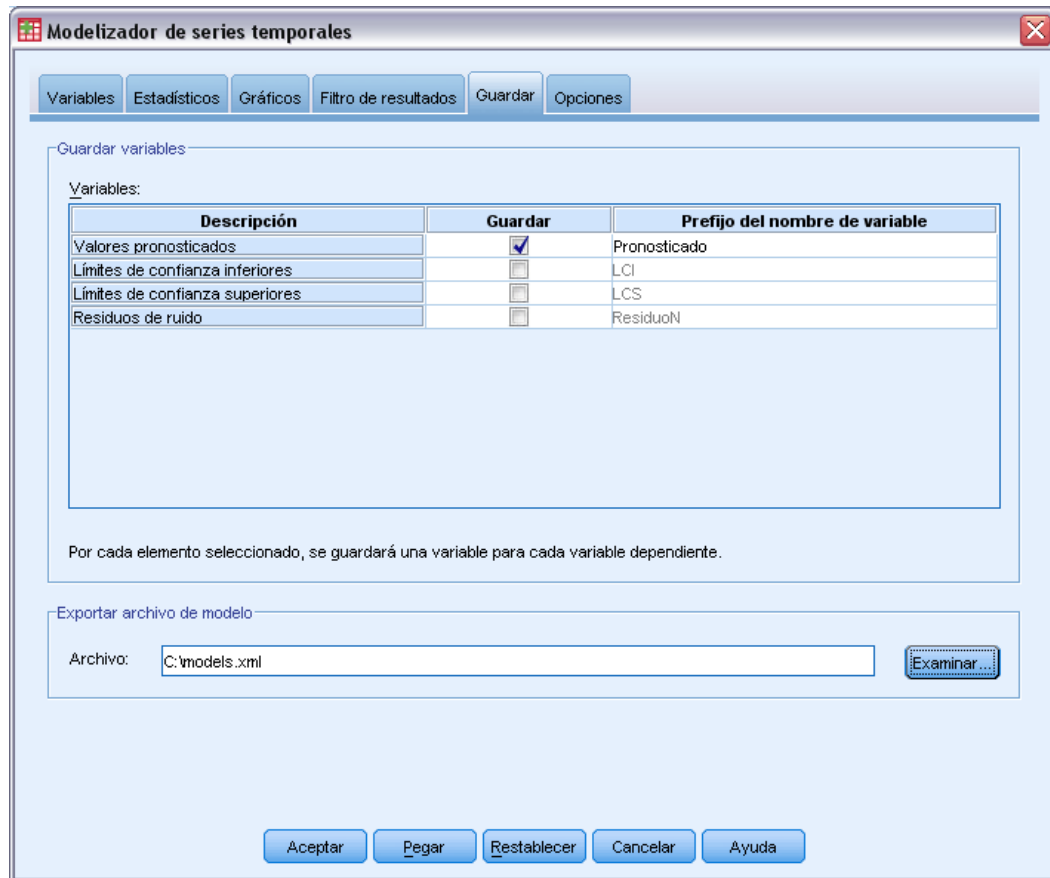 Modelizador de series temporales
Variables Estadísticos Gráficos Filtro de resultados Guardar Opciones
Guardar variables
Variables:
Descripción Guardar Prefijo del nombre de variable
Valores pronosticados Pronosticado
Límites de confianza inferiores LCI
Límites de confianza superiores LCS
Residuos de ruido ResiduoN
Por cada elemento seleccionado, se guardará una variable para cada variable dependiente.
Exportar archivo de modelo
Archivo: C:\models.xml Examinar...
Aceptar Pegar Restablecer Cancelar Ayuda